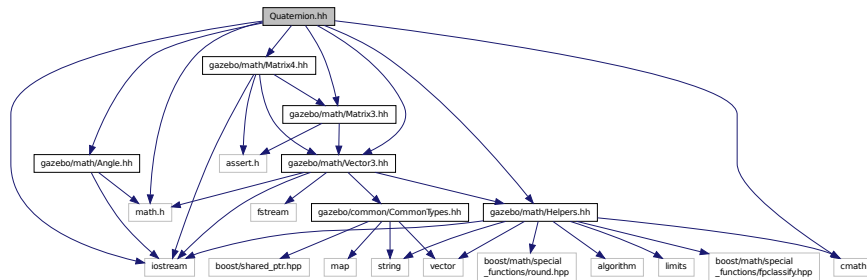 Quaternion.hh
gazebo/math/Matrix4.hh
gazebo/math/Matrix3.hh
gazebo/math/Angle.hh
assert.h
gazebo/math/Vector3.hh
math.h
fstream
gazebo/common/CommonTypes.hh
gazebo/math/Helpers.hh
iostream
boost/shared_ptr.hpp
map
string
vector
boost/math/special
_functions/round.hpp
algorithm
limits
boost/math/special
_functions/fpclassify.hpp
cmath